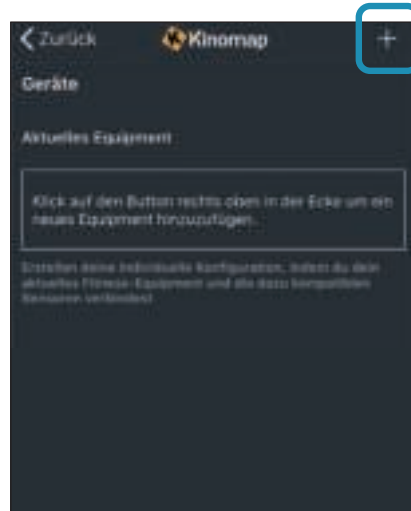 Zurück Kinomap +
Geräte
Aktuelles Equipment
Klick auf den Button rechts oben in der Ecke um ein
neues Equipment hinzuzufügen.
Erstellen deine individuelle Konfiguration, indem du dein
aktuelles Fitness-Equipment und die dazu kompatiblen
Sensoren verbindest